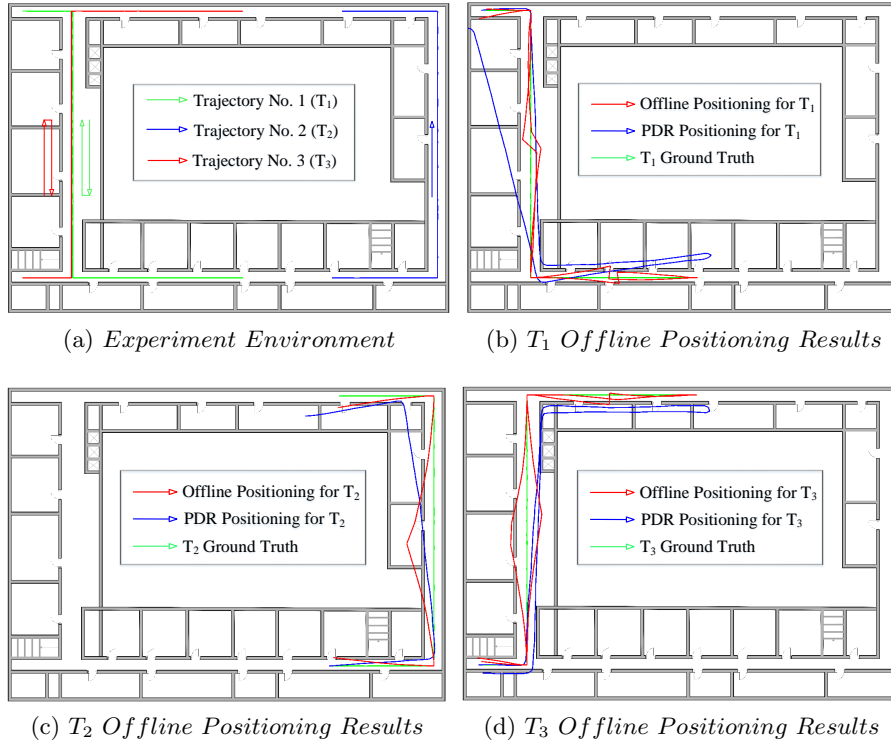 Trajectory No. 1 (T₁)
Trajectory No. 2 (T₂)
Trajectory No. 3 (T₃)
(a) Experiment Environment
Offline Positioning for T₁
PDR Positioning for T₁
T₁ Ground Truth
(b) T₁ Offline Positioning Results
Offline Positioning for T₂
PDR Positioning for T₂
T₂ Ground Truth
(c) T₂ Offline Positioning Results
Offline Positioning for T₃
PDR Positioning for T₃
T₃ Ground Truth
(d) T₃ Offline Positioning Results